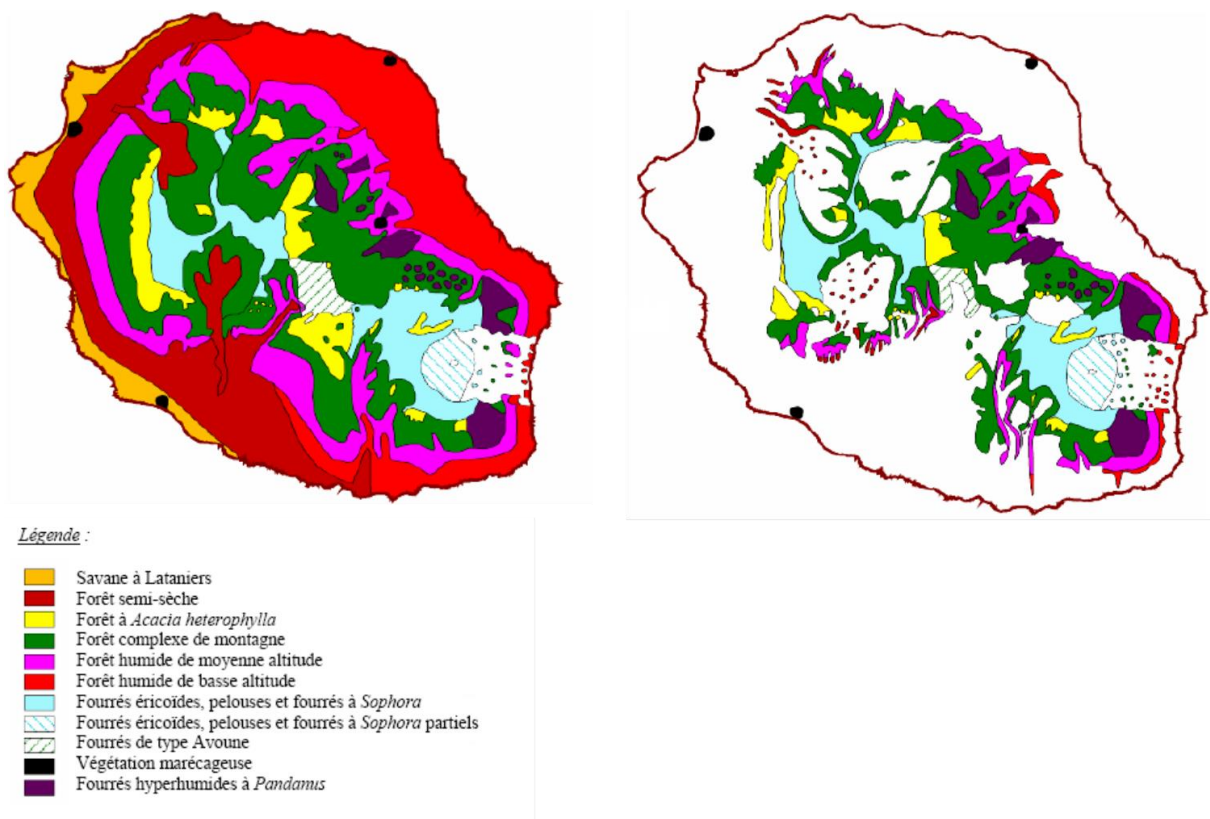 Légende :
Savane à Lataniers
Forêt semi-sèche
Forêt à Acacia heterophylla
Forêt complexe de montagne
Forêt humide de moyenne altitude
Forêt humide de basse altitude
Fourrés éricoïdes, pelouses et fourrés à Sophora
Fourrés éricoïdes, pelouses et fourrés à Sophora partiels
Fourrés de type Avoune
Végétation marécageuse
Fourrés hyperhumides à Pandanus